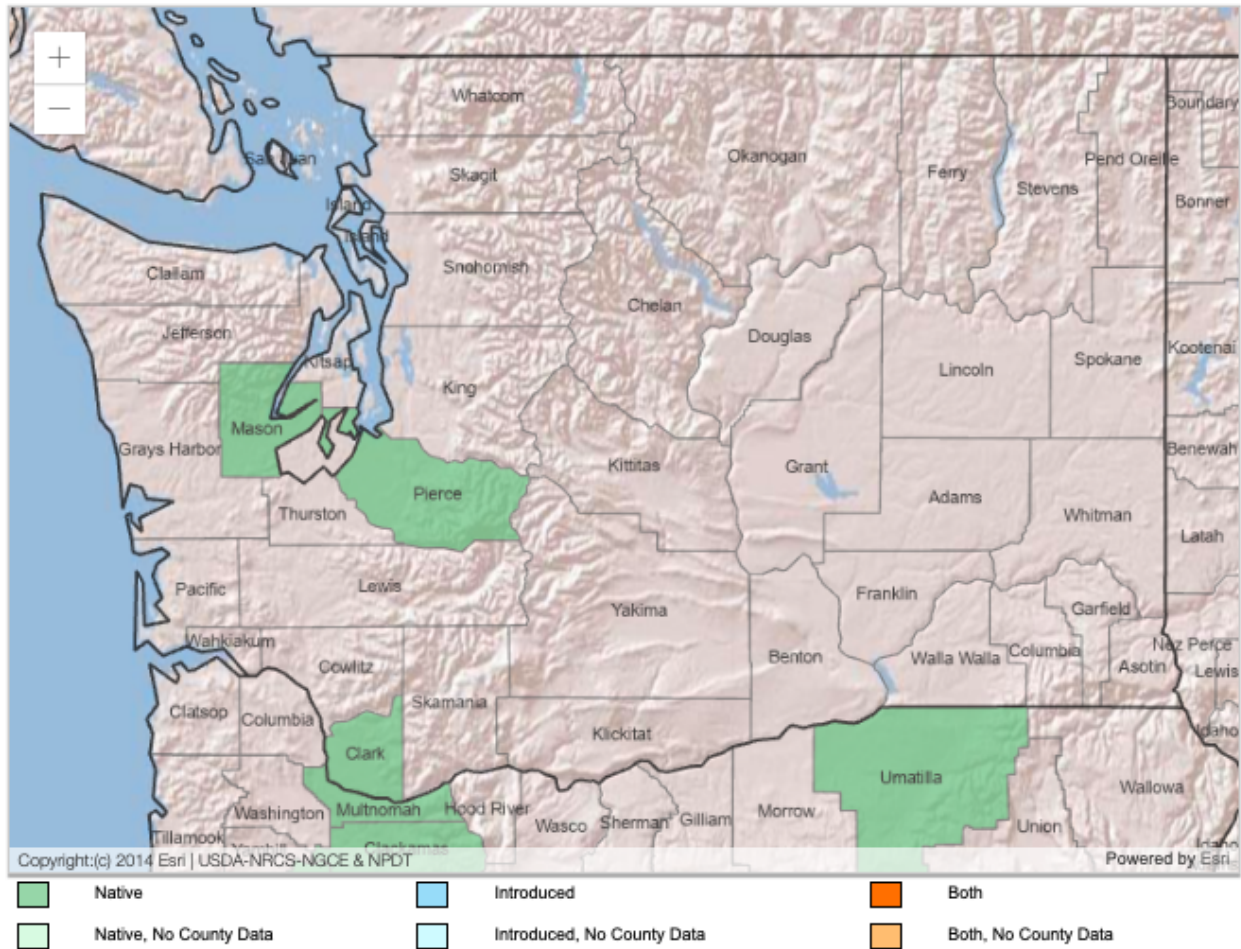 +
−
Whatcom
Okanogan
Ferry
Stevens
Pend Oreille
Boundary
San Juan
Skagit
Island
Bonner
Island
Snohomish
Clallam
Chelan
Jefferson
Douglas
Kitsap
Lincoln
Spokane
Kootenai
King
Mason
Grays Harbor
Kittitas
Grant
Benewah
Pierce
Adams
Thurston
Whitman
Latah
Pacific
Lewis
Yakima
Franklin
Garfield
Wahkiakum
Cowlitz
Benton
Walla Walla
Columbia
Asotin
Nez Perce
Lewis
Skamania
Clatsop
Columbia
Klickitat
Idaho
Clark
Umatilla
Wallowa
Washington
Multnomah
Hood River
Wasco
Sherman
Gilliam
Morrow
Union
Tillamook
Yamhill
Clackamas
Idaho
Copyright:(c) 2014 Esri | USDA-NRCS-NGCE & NPDT
Powered by Esri
Native
Introduced
Both
Native, No County Data
Introduced, No County Data
Both, No County Data